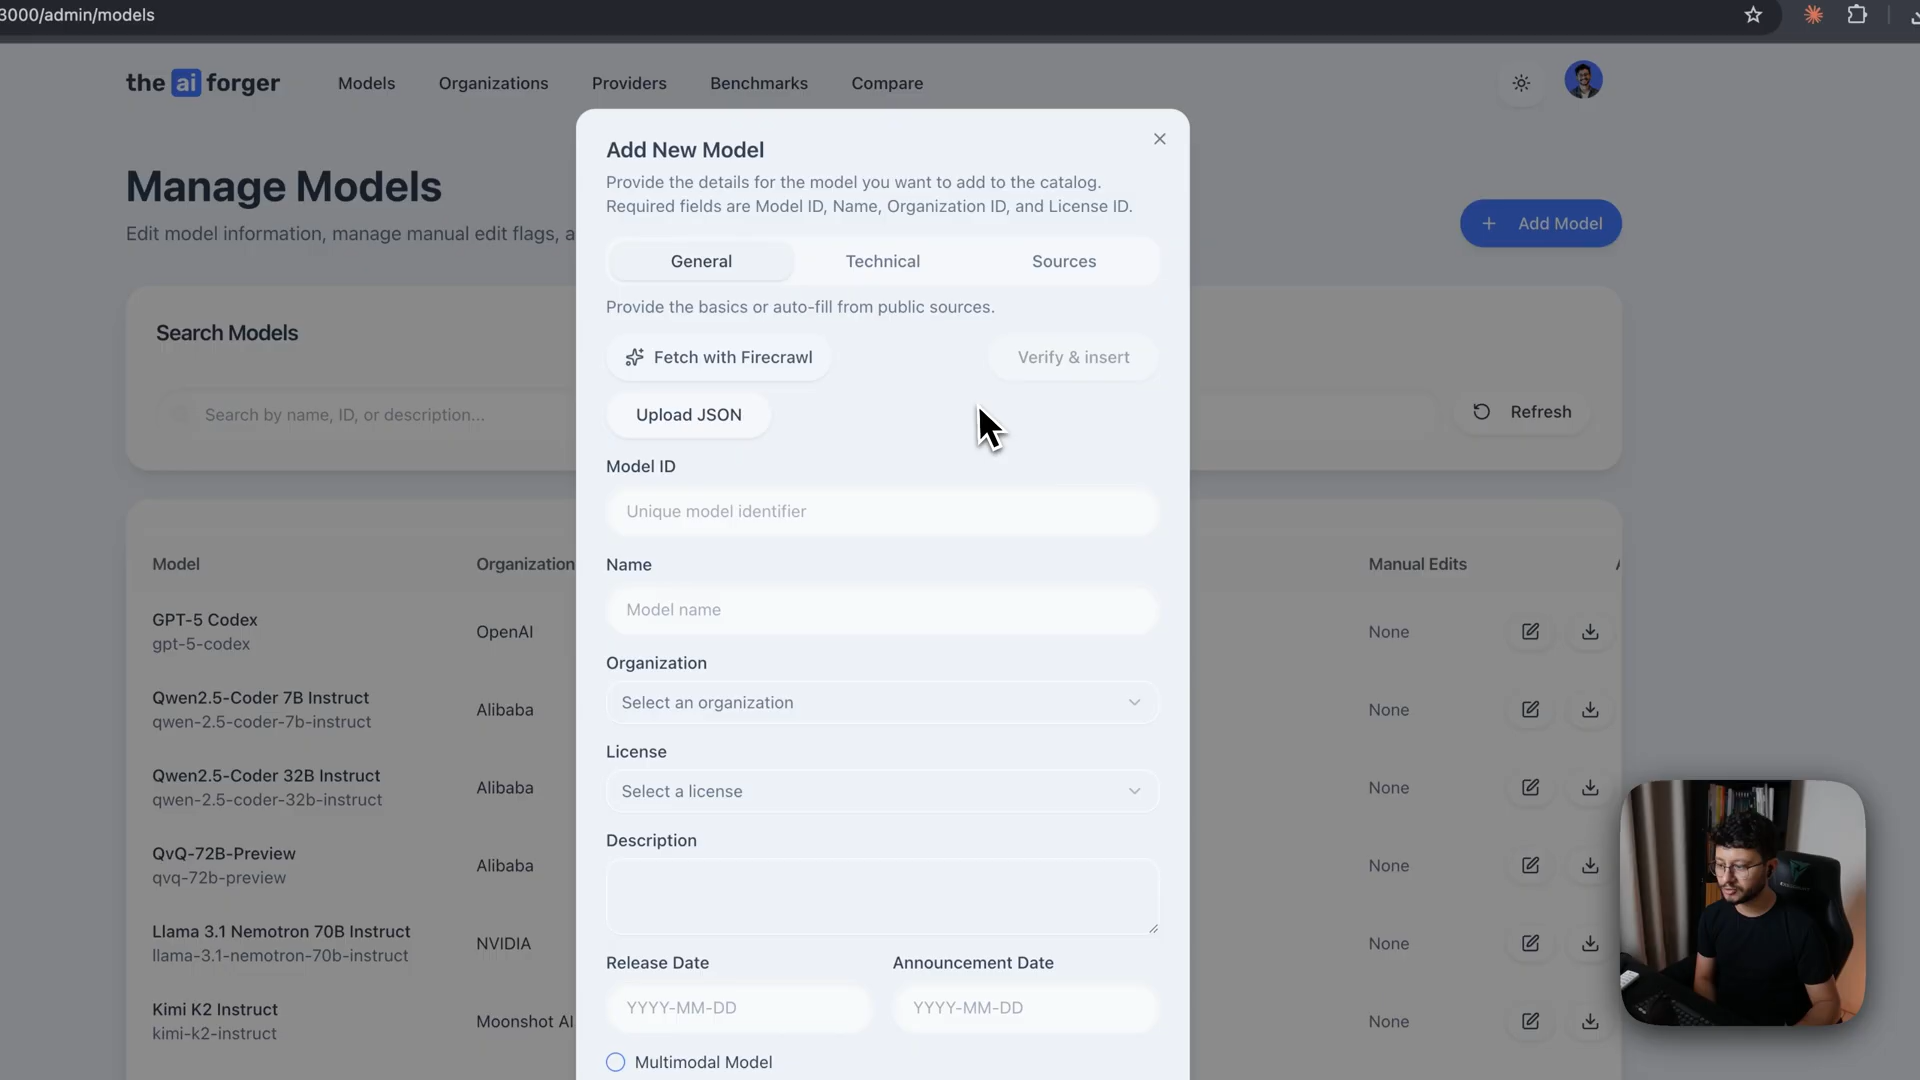 3000/admin/models
the ai forger
Models
Organizations
Providers
Benchmarks
Compare
Manage Models
Edit model information, manage manual edit flags, a
Add Model
Search Models
Search by name, ID, or description...
Refresh
Model
Organization
Manual Edits
GPT-5 Codex
gpt-5-codex
OpenAI
None
Qwen2.5-Coder 7B Instruct
qwen-2.5-coder-7b-instruct
Alibaba
None
Qwen2.5-Coder 32B Instruct
qwen-2.5-coder-32b-instruct
Alibaba
None
QvQ-72B-Preview
qvq-72b-preview
Alibaba
None
Llama 3.1 Nemotron 70B Instruct
llama-3.1-nemotron-70b-instruct
NVIDIA
None
Kimi K2 Instruct
kimi-k2-instruct
Moonshot AI
None
Add New Model
Provide the details for the model you want to add to the catalog.
Required fields are Model ID, Name, Organization ID, and License ID.
General
Technical
Sources
Provide the basics or auto-fill from public sources.
Fetch with Firecrawl
Verify & insert
Upload JSON
Model ID
Unique model identifier
Name
Model name
Organization
Select an organization
License
Select a license
Description
Release Date
Announcement Date
YYYY-MM-DD
YYYY-MM-DD
Multimodal Model